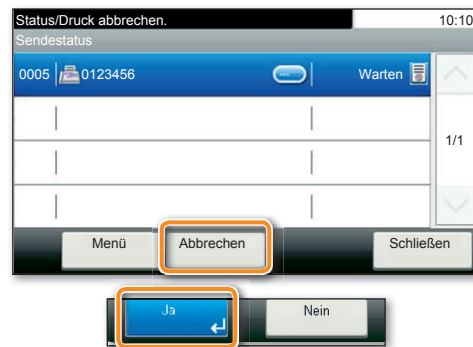 Status/Druck abbrechen. 10:10
Sendestatus
0005 0123456 Warten
1/1
Menü Abbrechen Schließen
Ja Nein